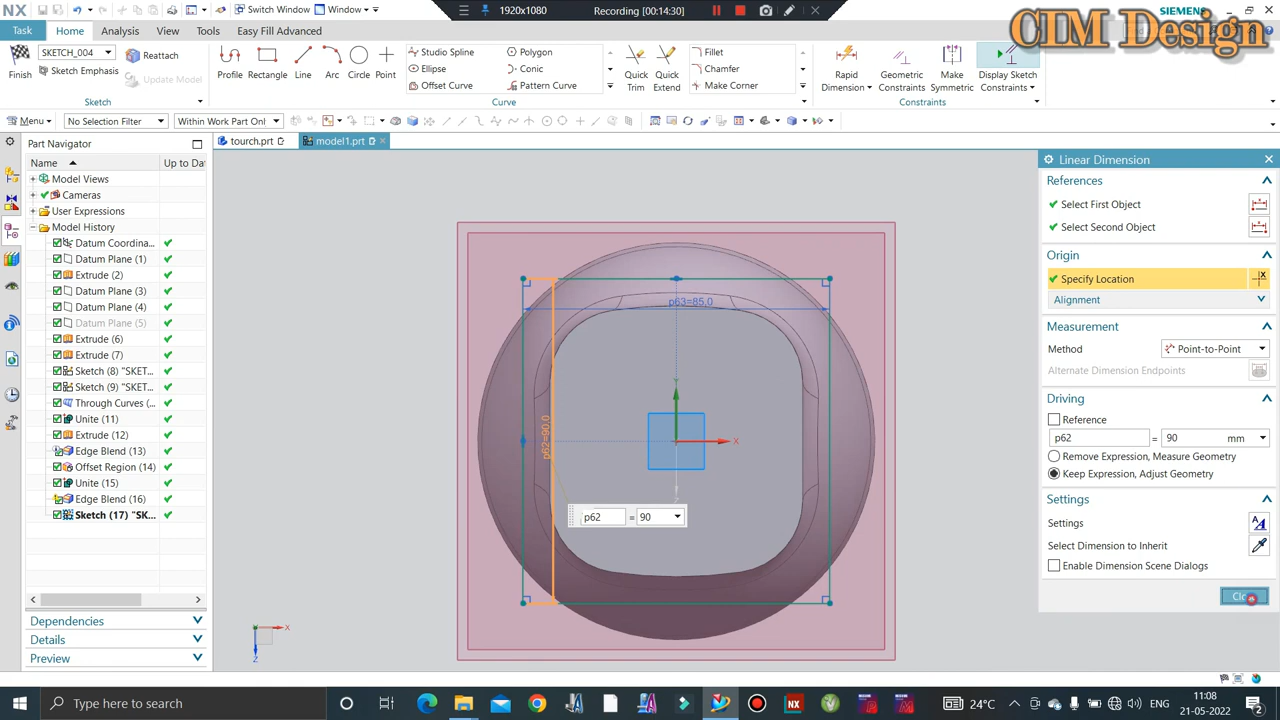 NX
Switch Window
Window
1920x1080
Recording [00:14:30]
SIEMENS
CIM Design
Task
Home
Analysis
View
Tools
Easy Fill Advanced
SKETCH_004
Reattach
Finish
Sketch Emphasis
Update Model
Sketch
Profile
Rectangle
Line
Arc
Circle
Point
Studio Spline
Polygon
Ellipse
Conic
Offset Curve
Pattern Curve
Curve
Quick Trim
Quick Extend
Fillet
Chamfer
Make Corner
Rapid Dimension
Geometric Constraints
Make Symmetric
Display Sketch Constraints
Constraints
Menu
No Selection Filter
Within Work Part Only
Part Navigator
tourch.prt
model1.prt
Name
Up to Da
Model Views
Cameras
User Expressions
Model History
Datum Coordina...
Datum Plane (1)
Extrude (2)
Datum Plane (3)
Datum Plane (4)
Datum Plane (5)
Extrude (6)
Extrude (7)
Sketch (8) "SKET...
Sketch (9) "SKET...
Through Curves (...
Unite (11)
Extrude (12)
Edge Blend (13)
Offset Region (14)
Unite (15)
Edge Blend (16)
Sketch (17) "SK...
Dependencies
Details
Preview
p63=85,0
p62=90,0
Y
X
Z
p62 = 90
X
Z
Linear Dimension
References
Select First Object
Select Second Object
Origin
Specify Location
Alignment
Measurement
Method
Point-to-Point
Alternate Dimension Endpoints
Driving
Reference
p62 = 90 mm
Remove Expression, Measure Geometry
Keep Expression, Adjust Geometry
Settings
Settings
Select Dimension to Inherit
Enable Dimension Scene Dialogs
Type here to search
24°C
ENG
11:08
21-05-2022
2